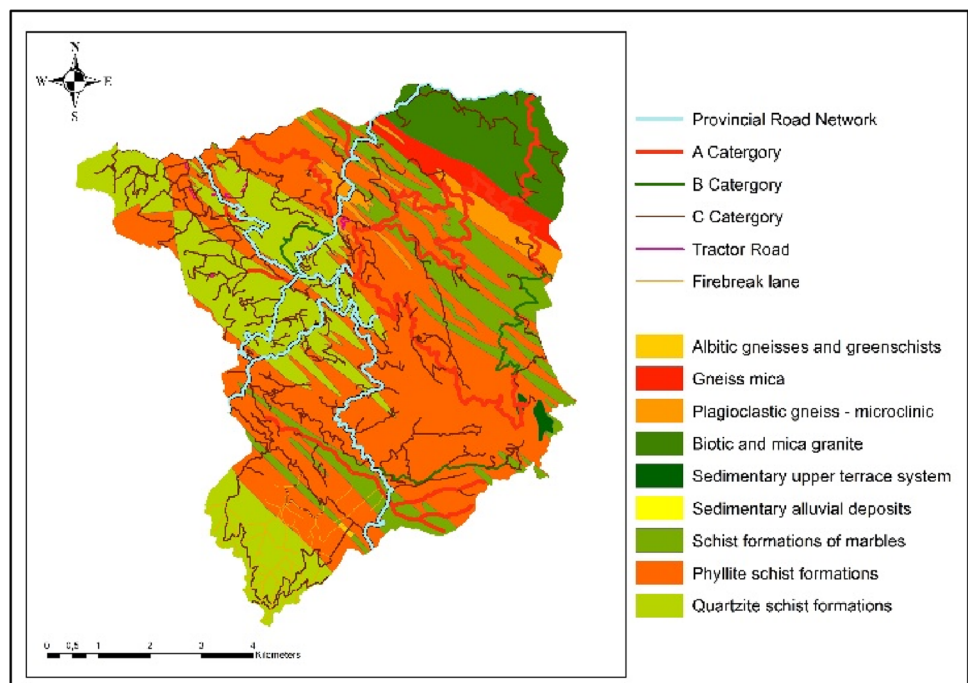 N
W E
S
Provincial Road Network
A Catergory
B Catergory
C Catergory
Tractor Road
Firebreak lane
Albitic gneisses and greenschists
Gneiss mica
Plagioclastic gneiss - microclinic
Biotic and mica granite
Sedimentary upper terrace system
Sedimentary alluvial deposits
Schist formations of marbles
Phyllite schist formations
Quartzite schist formations
0 0,5 1 2 3 4
Kilometers